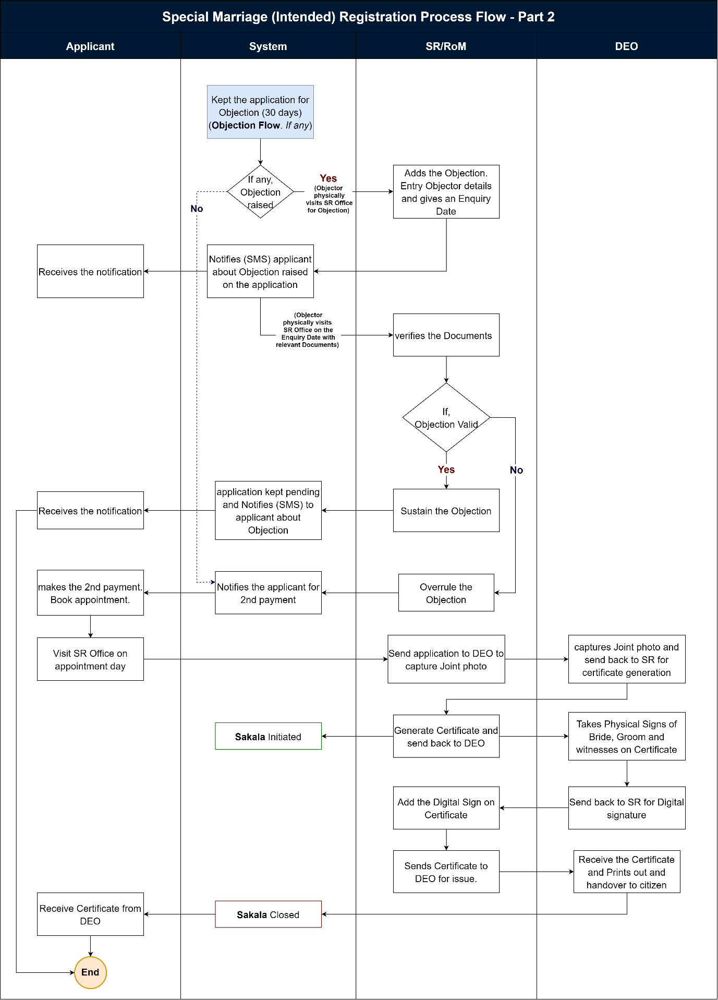 Special Marriage (Intended) Registration Process Flow - Part 2
Applicant
System
SR/RoM
DEO
Kept the application for
Objection (30 days)
(Objection Flow. If any)
If any,
Objection
raised
Yes
(Objector
physically
visits SR Office
for Objection)
No
Adds the Objection.
Entry Objector details
and gives an Enquiry
Date
Receives the notification
Notifies (SMS) applicant
about Objection raised
on the application
(Objector
physically visits
SR Office on the
Enquiry Date with
relevant Documents)
verifies the Documents
If,
Objection Valid
Yes
No
Receives the notification
application kept pending
and Notifies (SMS) to
applicant about
Objection
Sustain the Objection
makes the 2nd payment.
Book appointment.
Notifies the applicant for
2nd payment
Overrule the
Objection
Visit SR Office on
appointment day
Send application to DEO to
capture Joint photo
captures Joint photo and
send back to SR for
certificate generation
Sakala Initiated
Generate Certificate and
send back to DEO
Takes Physical Signs of
Bride, Groom and
witnesses on Certificate
Add the Digital Sign on
Certificate
Send back to SR for Digital
signature
Sends Certificate to
DEO for issue.
Receive the Certificate
and Prints out and
handover to citizen
Receive Certificate from
DEO
Sakala Closed
End